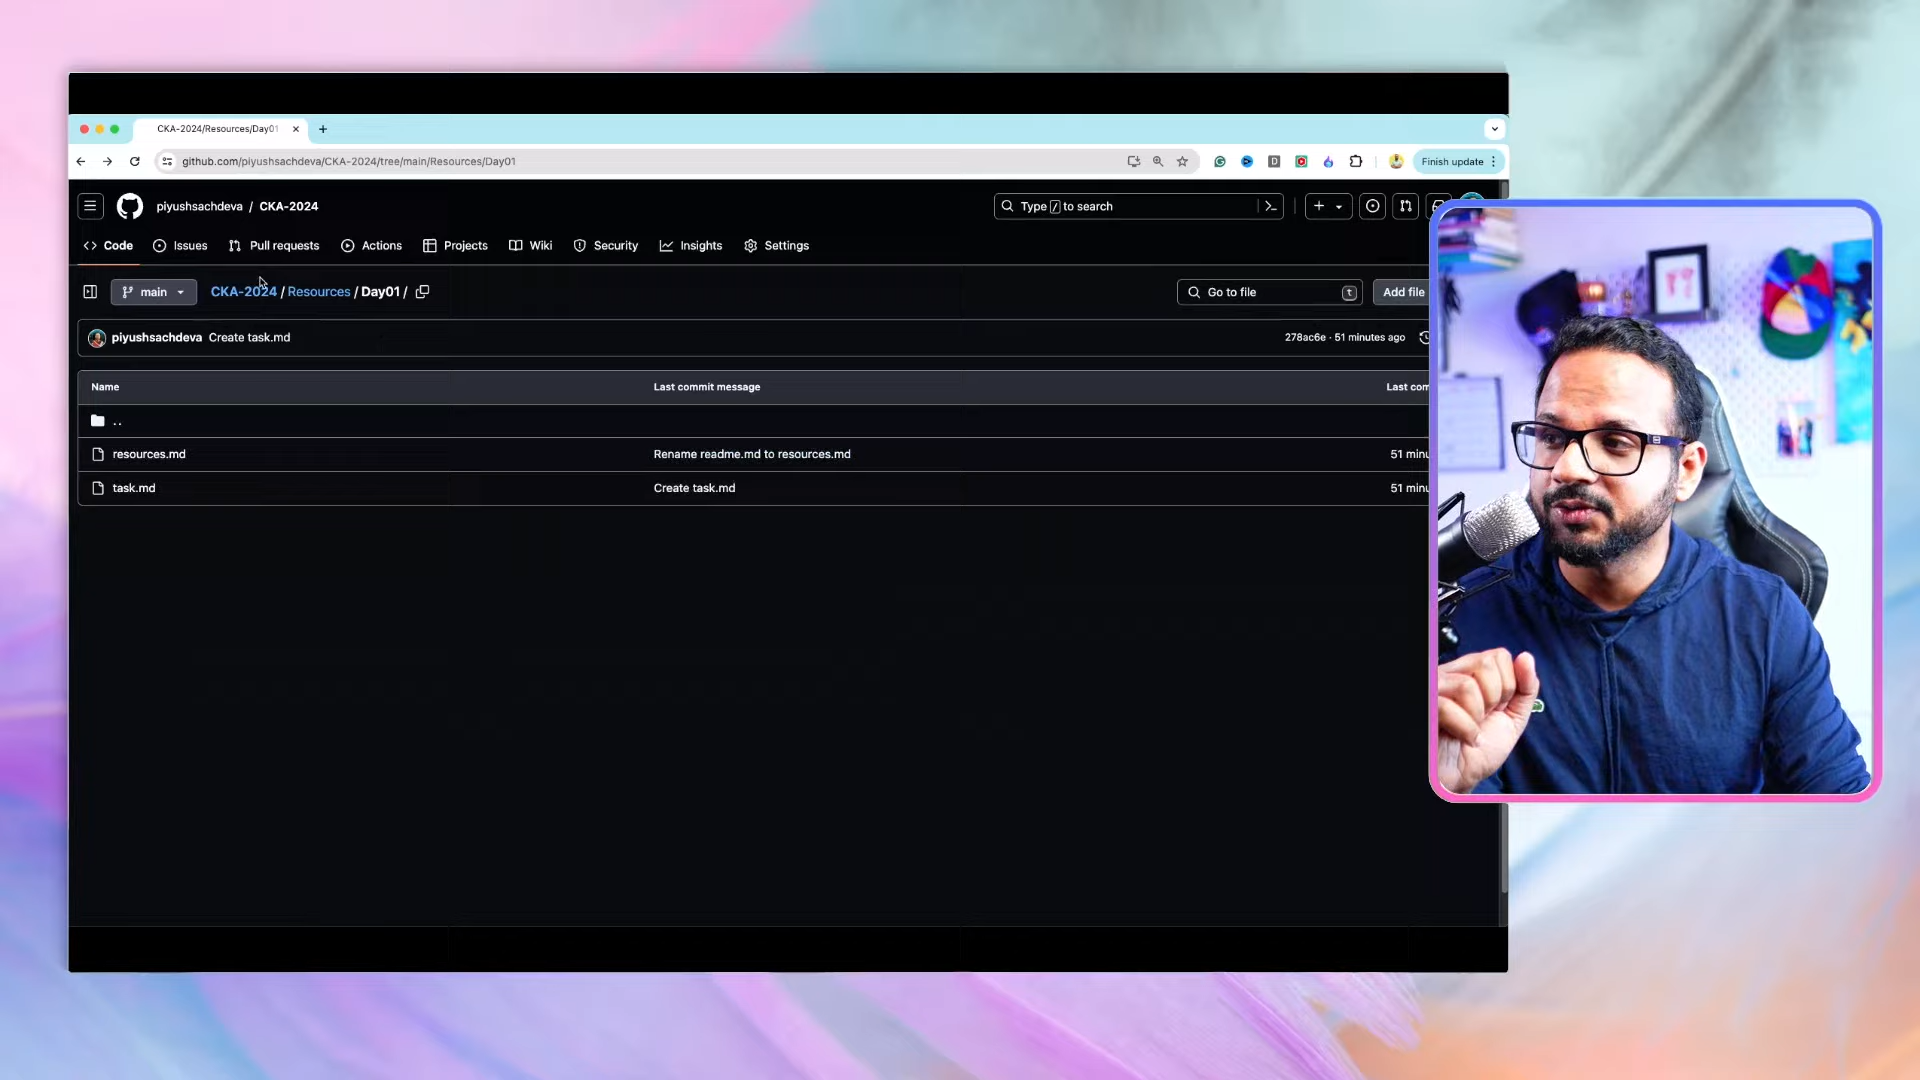 CKA-2024/Resources/Day01
github.com/piyushsachdeva/CKA-2024/tree/main/Resources/Day01
Finish update
piyushsachdeva / CKA-2024
Type / to search
Code
Issues
Pull requests
Actions
Projects
Wiki
Security
Insights
Settings
main
CKA-2024 / Resources / Day01 /
Go to file
t
Add file
piyushsachdeva Create task.md
278ac6e · 51 minutes ago
Name
Last commit message
Last com
..
resources.md
Rename readme.md to resources.md
51 minu
task.md
Create task.md
51 minu